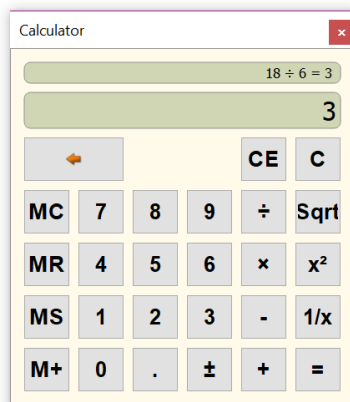 Calculator
×
18 ÷ 6 = 3
3
CE C
MC 7 8 9 ÷ Sqrt
MR 4 5 6 × x²
MS 1 2 3 - 1/x
M+ 0 . ± + =